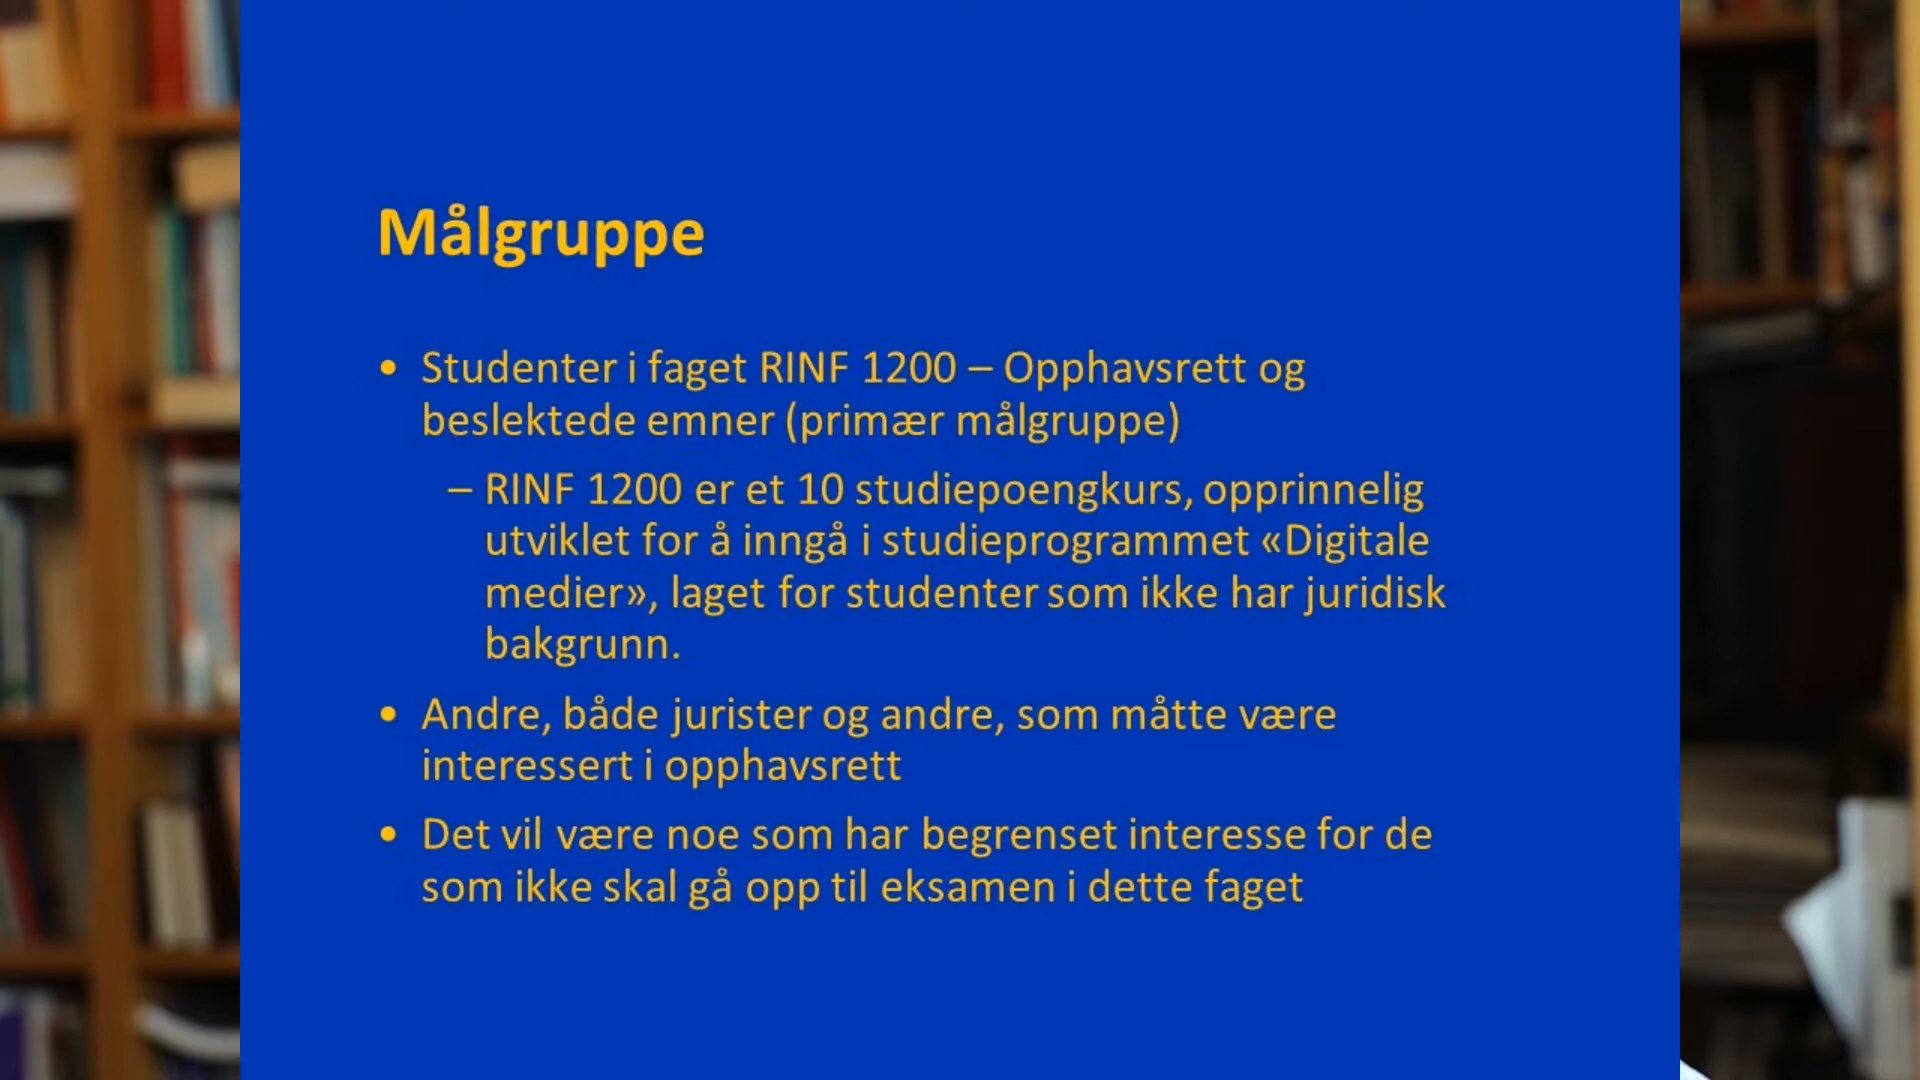 Målgruppe
• Studenter i faget RINF 1200 – Opphavsrett og
beslektede emner (primær målgruppe)
– RINF 1200 er et 10 studiepoengkurs, opprinnelig
utviklet for å inngå i studieprogrammet «Digitale
medier», laget for studenter som ikke har juridisk
bakgrunn.
• Andre, både jurister og andre, som måtte være
interessert i opphavsrett
• Det vil være noe som har begrenset interesse for de
som ikke skal gå opp til eksamen i dette faget